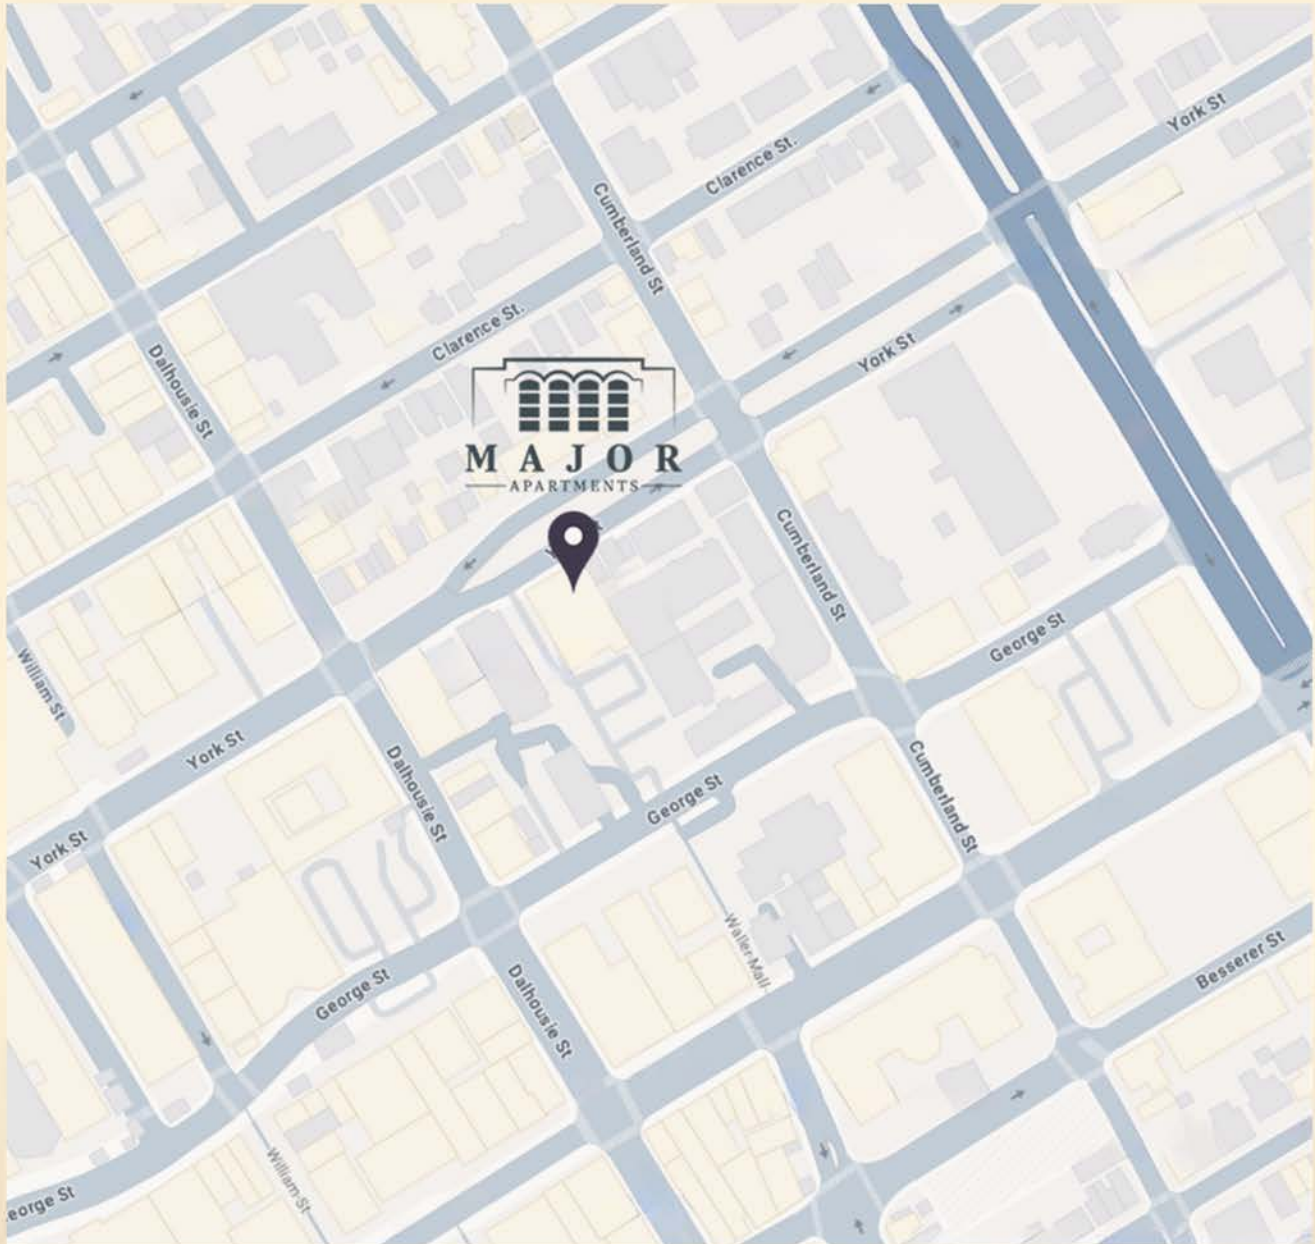 York St
Clarence St.
Cumberland St
Clarence St.
York St
Dalhousie St
MAJOR
APARTMENTS
Cumberland St
George St
William St
York St
Dalhousie St
George St
Cumberland St
York St
Waller Mall
Besserer St
George St
Dalhousie St
William St
eorge St